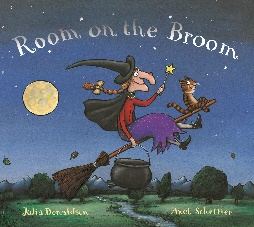 Room on the Broom
Julia Donaldson
Axel Scheffler